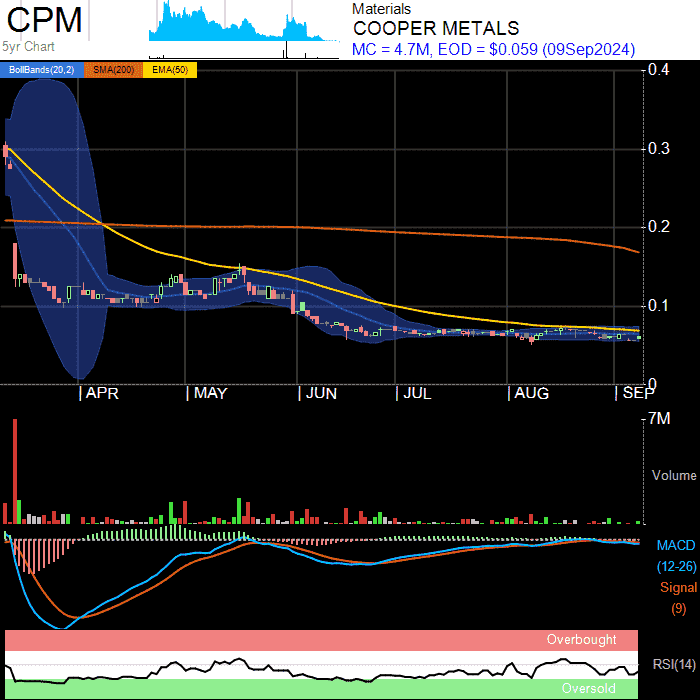 CPM
5yr Chart
Materials
COOPER METALS
MC = 4.7M, EOD = $0.059 (09Sep2024)
BollBands(20,2) SMA(200) EMA(50)
0.4
0.3
0.2
0.1
0
APR MAY JUN JUL AUG SEP
7M
Volume
MACD
(12-26)
Signal
(9)
Overbought
RSI(14)
Oversold